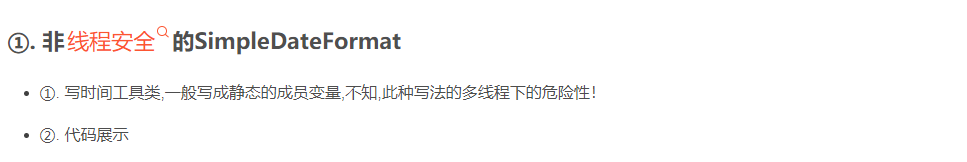 ①. 非线程安全的SimpleDateFormat
①. 写时间工具类,一般写成静态的成员变量,不知,此种写法的多线程下的危险性!
②. 代码展示